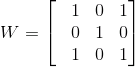 W = [ 1 0 1
0 1 0
1 0 1 ]